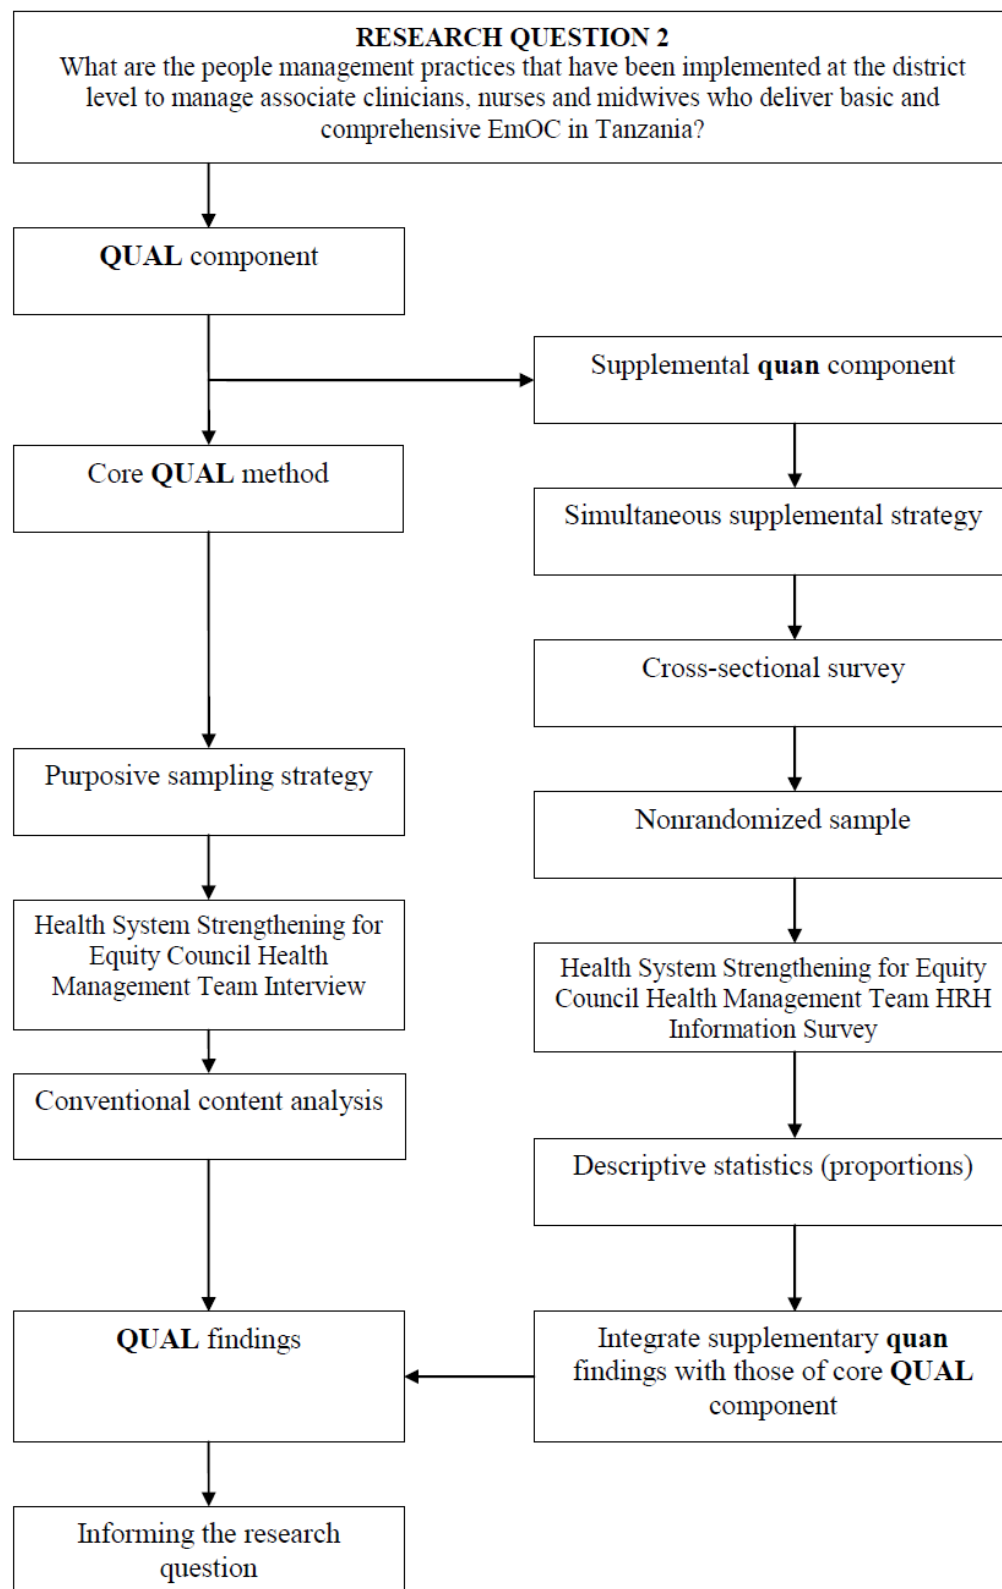 RESEARCH QUESTION 2
What are the people management practices that have been implemented at the district
level to manage associate clinicians, nurses and midwives who deliver basic and
comprehensive EmOC in Tanzania?
QUAL component
Supplemental quan component
Core QUAL method
Simultaneous supplemental strategy
Cross-sectional survey
Purposive sampling strategy
Nonrandomized sample
Health System Strengthening for
Equity Council Health
Management Team Interview
Health System Strengthening for Equity
Council Health Management Team HRH
Information Survey
Conventional content analysis
Descriptive statistics (proportions)
QUAL findings
Integrate supplementary quan
findings with those of core QUAL
component
Informing the research
question